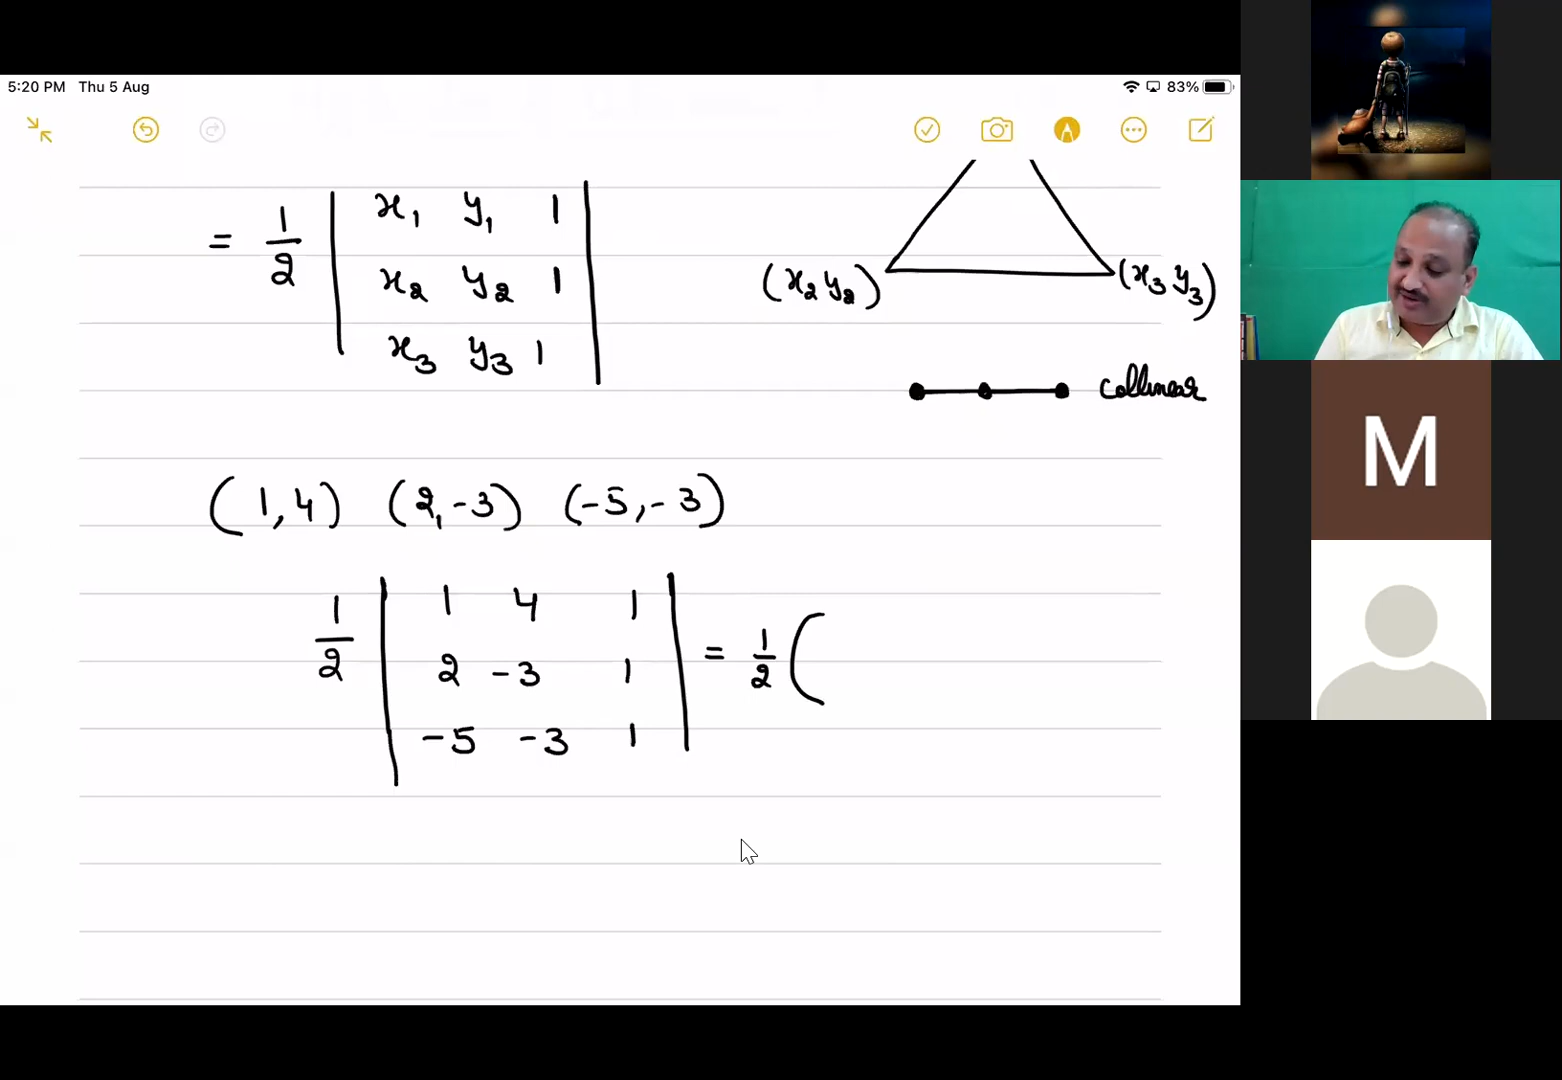 5:20 PM Thu 5 Aug 83%
= 1/2 | x₁ y₁ 1 |
| x₂ y₂ 1 |
| x₃ y₃ 1 |
(x₂ y₂) (x₃ y₃)
collinear
(1,4) (2,-3) (-5,-3)
1/2 | 1 4 1 | = 1/2 (
| 2 -3 1 |
| -5 -3 1 |
M